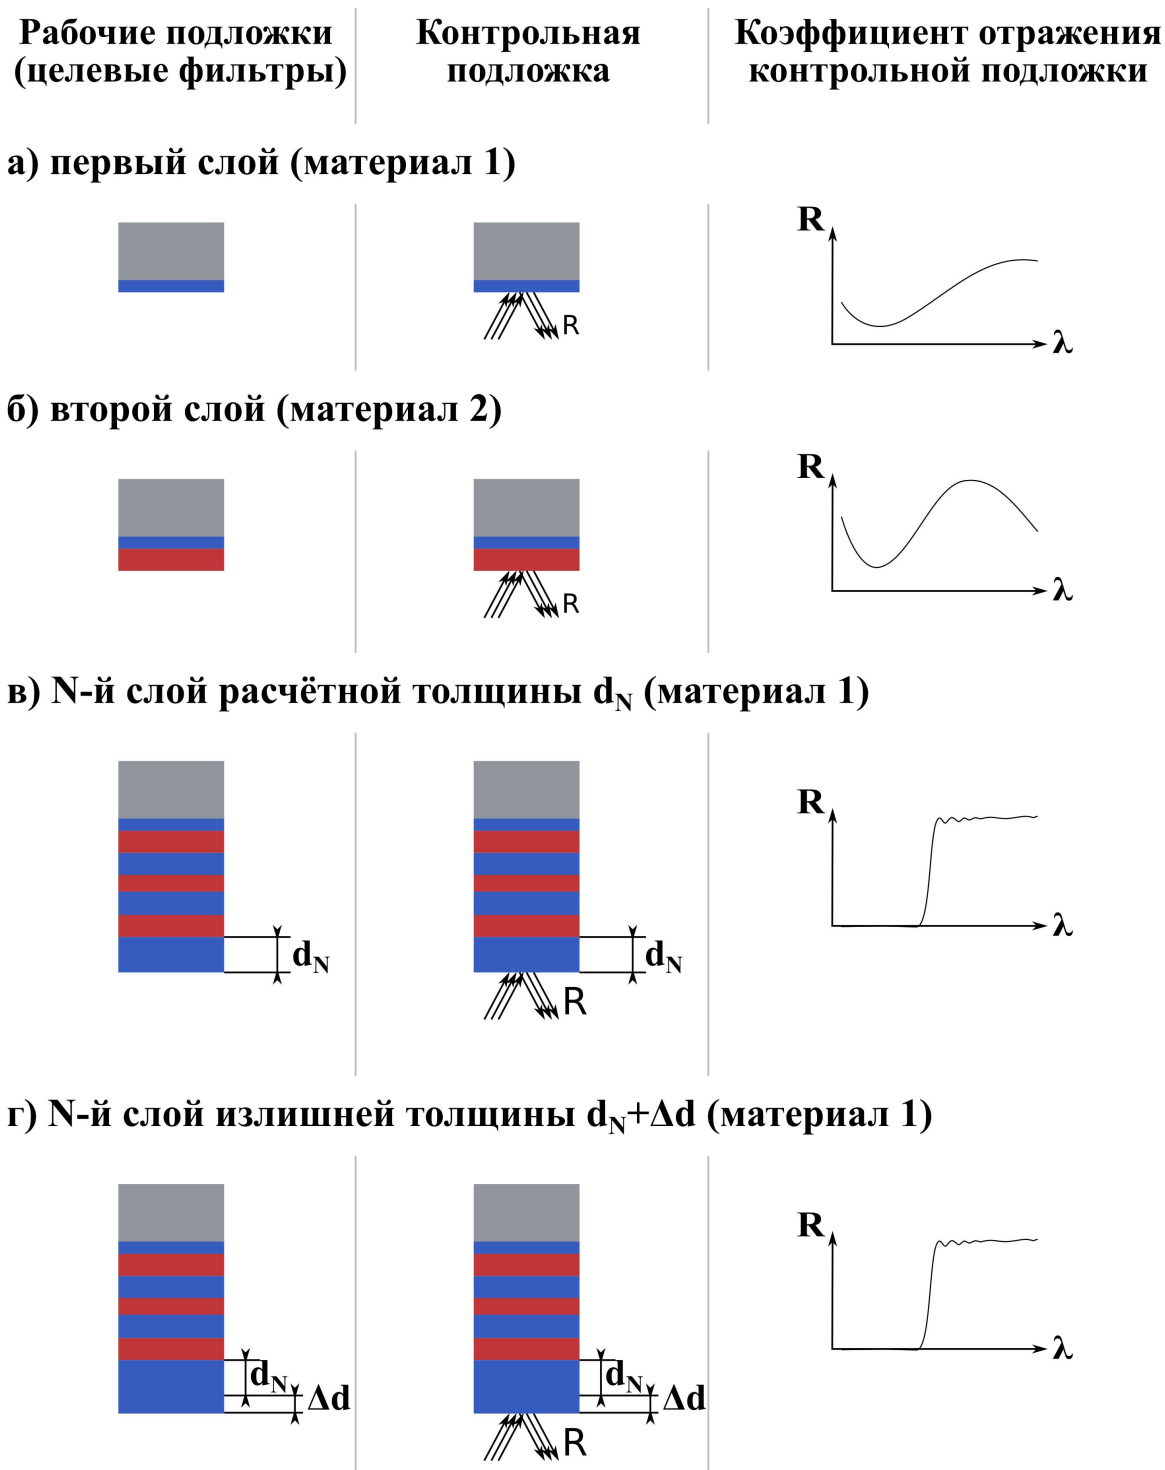 Рабочие подложки
(целевые фильтры)
Контрольная
подложка
Коэффициент отражения
контрольной подложки
а) первый слой (материал 1)
R
R
λ
б) второй слой (материал 2)
R
R
λ
в) N-й слой расчётной толщины dN (материал 1)
dN
dN
R
R
λ
г) N-й слой излишней толщины dN+Δd (материал 1)
dN
Δd
dN
Δd
R
R
λ